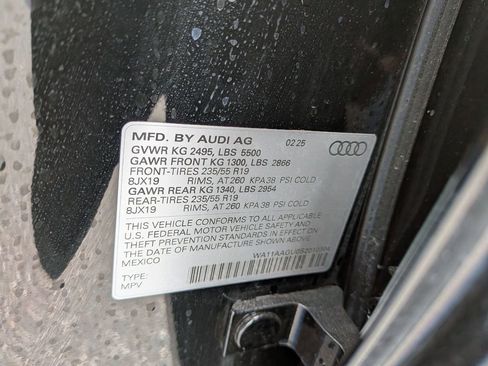 MFD. BY AUDI AG 02 25
GVWR KG 2495, LBS 5500
GAWR FRONT KG 1300, LBS 2866
FRONT-TIRES 235/55 R19
8JX19 RIMS, AT 260 KPA 38 PSI COLD
GAWR REAR KG 1340, LBS 2954
REAR-TIRES 235/55 R19
8JX19 RIMS, AT 260 KPA 38 PSI COLD
THIS VEHICLE CONFORMS TO ALL APPLICABLE
U.S. FEDERAL MOTOR VEHICLE SAFETY AND
THEFT PREVENTION STANDARDS IN EFFECT ON
THE DATE OF MANUFACTURE SHOWN ABOVE.
MEXICO
TYPE:
MPV